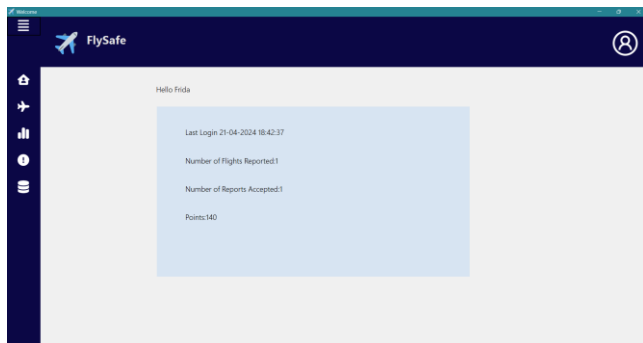 Welcome
FlySafe
Hello Frida
Last Login 21-04-2024 18:42:37
Number of Flights Reported:1
Number of Reports Accepted:1
Points:140